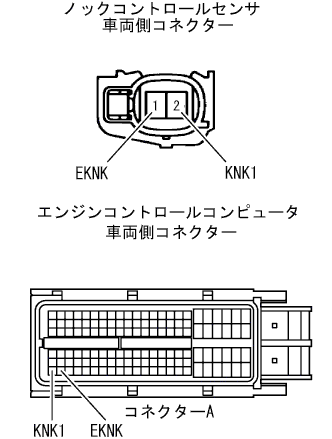 ノックコントロールセンサ
車両側コネクター
1 2
EKNK KNK1
エンジンコントロールコンピュータ
車両側コネクター
コネクターA
KNK1 EKNK